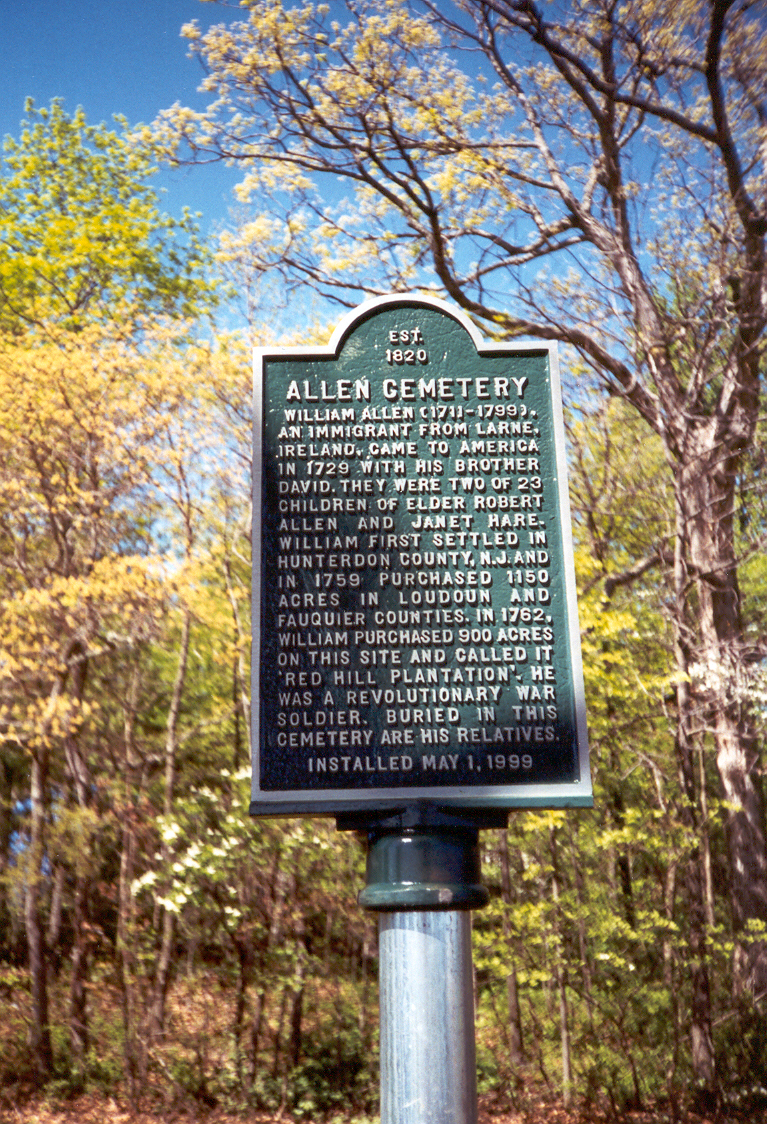 EST.
1820
ALLEN CEMETERY
WILLIAM ALLEN (1711-1799),
AN IMMIGRANT FROM LARNE,
IRELAND, CAME TO AMERICA
IN 1729 WITH HIS BROTHER
DAVID. THEY WERE TWO OF 23
CHILDREN OF ELDER ROBERT
ALLEN AND JANET HARE.
WILLIAM FIRST SETTLED IN
HUNTERDON COUNTY, N.J. AND
IN 1759 PURCHASED 1150
ACRES IN LOUDOUN AND
FAUQUIER COUNTIES. IN 1762,
WILLIAM PURCHASED 900 ACRES
ON THIS SITE AND CALLED IT
'RED HILL PLANTATION'. HE
WAS A REVOLUTIONARY WAR
SOLDIER. BURIED IN THIS
CEMETERY ARE HIS RELATIVES.
INSTALLED MAY 1, 1999